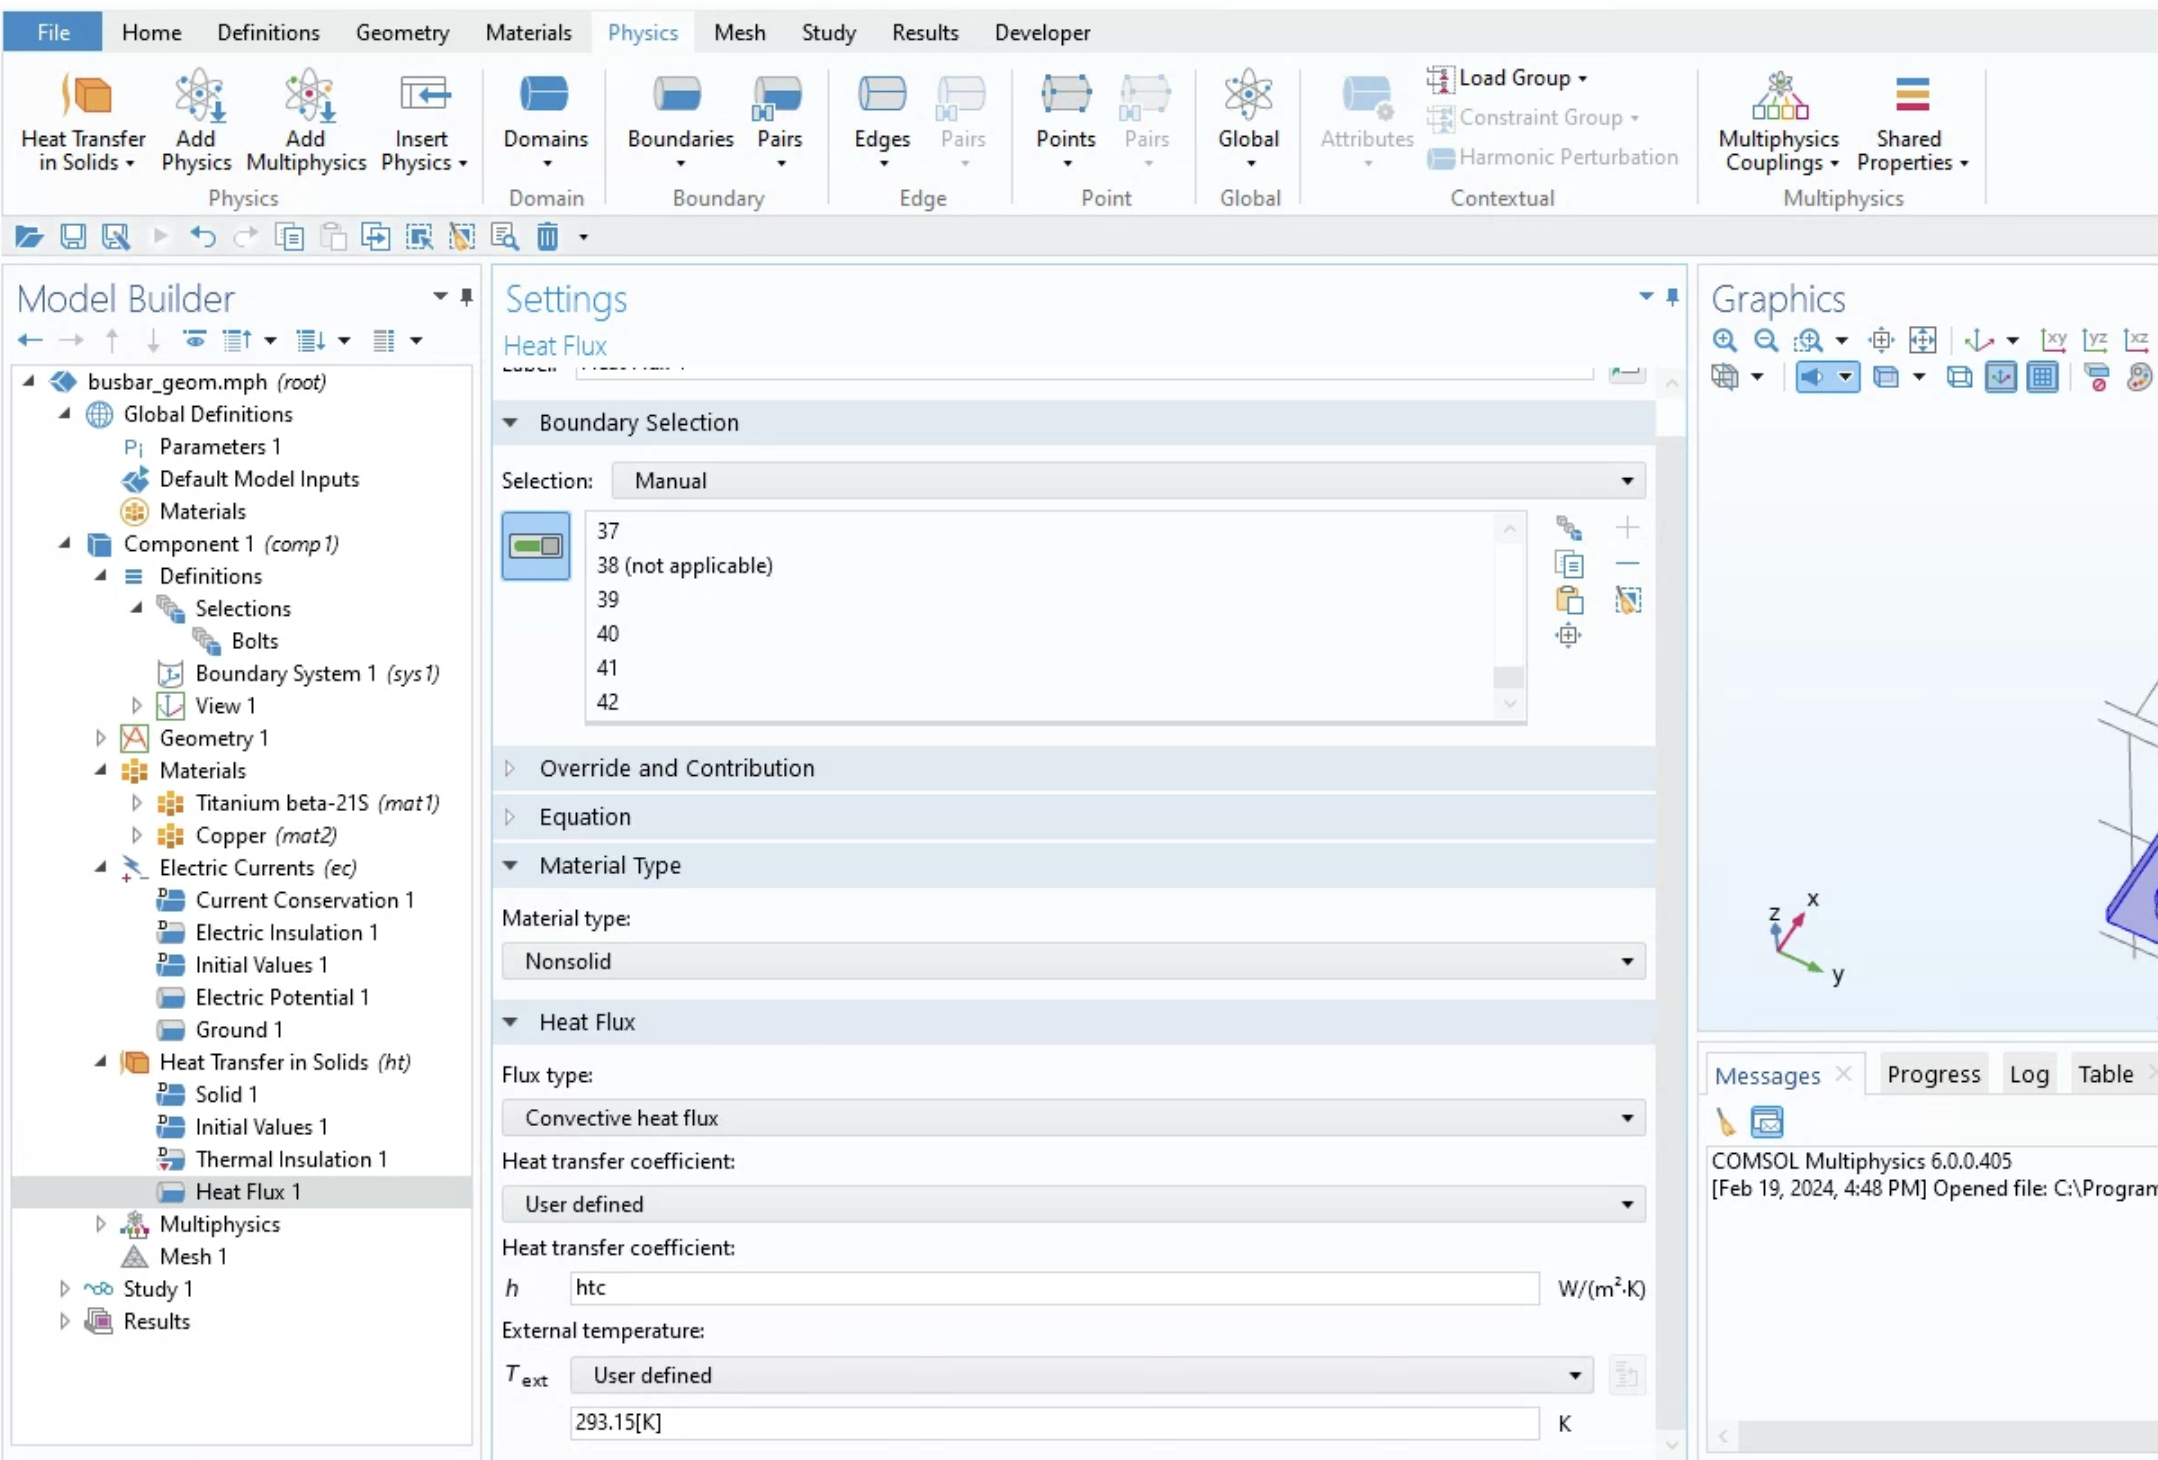 File Home Definitions Geometry Materials Physics Mesh Study Results Developer
Heat Transfer in Solids
Add Physics
Add Multiphysics
Insert Physics
Physics
Domains
Domain
Boundaries
Pairs
Boundary
Edges
Pairs
Edge
Points
Pairs
Point
Global
Global
Attributes
Load Group
Constraint Group
Harmonic Perturbation
Contextual
Multiphysics Couplings
Shared Properties
Multiphysics
Model Builder
busbar_geom.mph (root)
Global Definitions
Pi Parameters 1
Default Model Inputs
Materials
Component 1 (comp1)
Definitions
Selections
Bolts
Boundary System 1 (sys1)
View 1
Geometry 1
Materials
Titanium beta-21S (mat1)
Copper (mat2)
Electric Currents (ec)
D Current Conservation 1
D Electric Insulation 1
D Initial Values 1
Electric Potential 1
Ground 1
Heat Transfer in Solids (ht)
D Solid 1
D Initial Values 1
D Thermal Insulation 1
Heat Flux 1
Multiphysics
Mesh 1
Study 1
Results
Settings
Heat Flux
Boundary Selection
Selection: Manual
37
38 (not applicable)
39
40
41
42
Override and Contribution
Equation
Material Type
Material type:
Nonsolid
Heat Flux
Flux type:
Convective heat flux
Heat transfer coefficient:
User defined
Heat transfer coefficient:
h htc W/(m²·K)
External temperature:
Text User defined
293.15[K] K
Graphics
xy yz xz
z x
y
Messages Progress Log Table
COMSOL Multiphysics 6.0.0.405
[Feb 19, 2024, 4:48 PM] Opened file: C:\Program